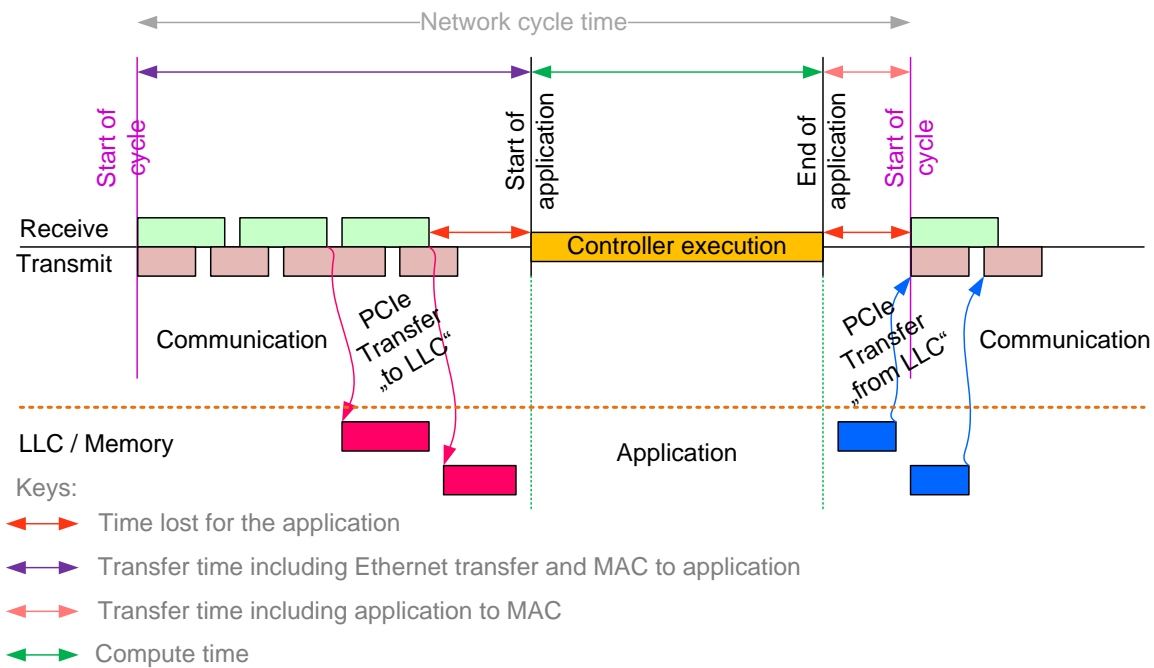 Network cycle time
Start of
cycle
Start of
application
End of
application
Start of
cycle
Receive
Transmit
Controller execution
Communication
PCIe
Transfer
„to LLC“
PCIe
Transfer
„from LLC“
Communication
LLC / Memory
Application
Keys:
Time lost for the application
Transfer time including Ethernet transfer and MAC to application
Transfer time including application to MAC
Compute time